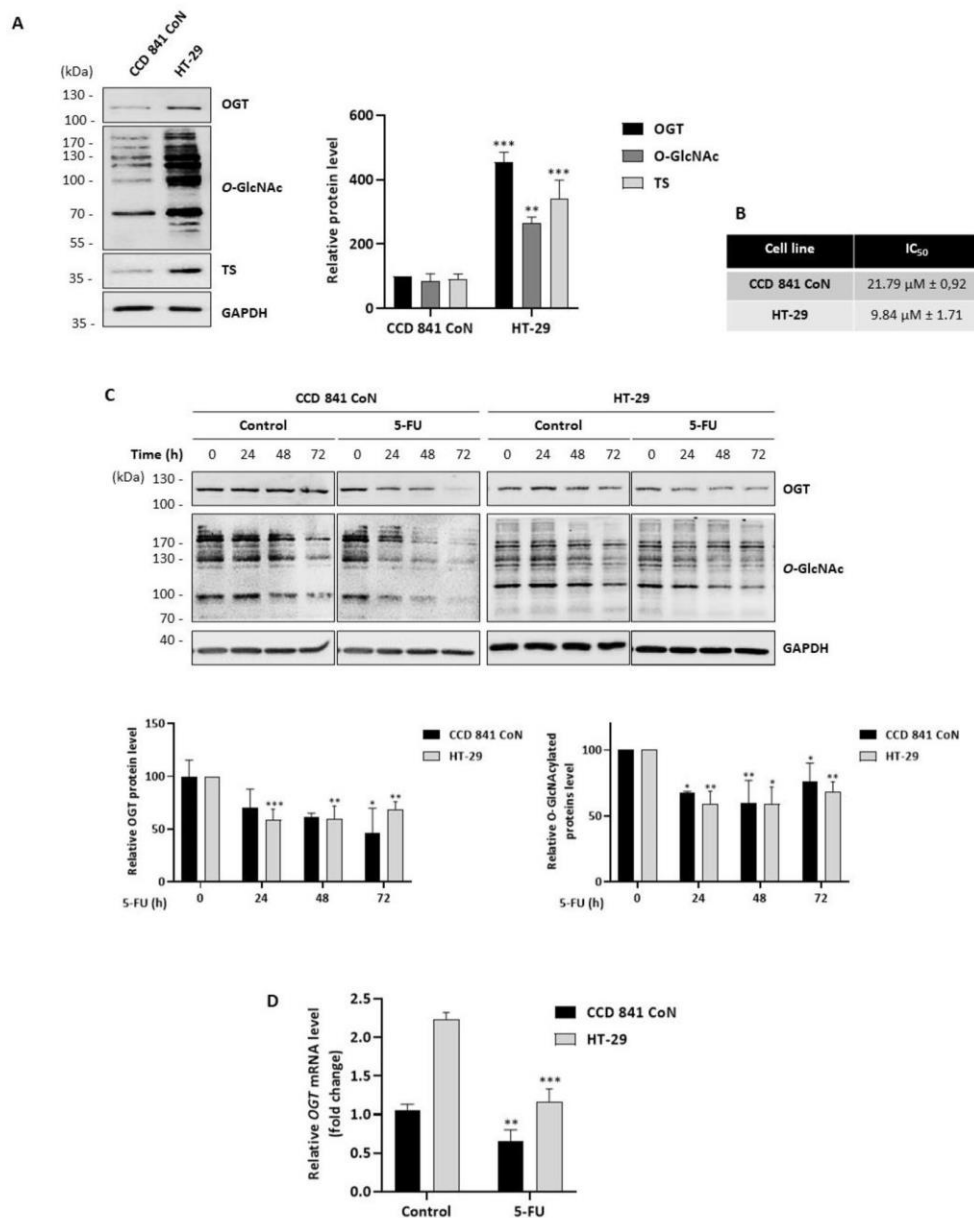 A
CCD 841 CoN
HT-29
(kDa)
130 -
100 -
OGT
170 -
130 -
100 -
70 -
55 -
O-GlcNAc
35 -
TS
35 -
GAPDH
Relative protein level
600
400
200
0
***
**
***
CCD 841 CoN
HT-29
OGT
O-GlcNAc
TS
B
Cell line IC50
CCD 841 CoN 21.79 µM ± 0,92
HT-29 9.84 µM ± 1.71
C
CCD 841 CoN HT-29
Control 5-FU Control 5-FU
Time (h) 0 24 48 72 0 24 48 72 0 24 48 72 0 24 48 72
(kDa)
130 -
100 -
OGT
170 -
130 -
100 -
70 -
O-GlcNAc
40 -
GAPDH
Relative OGT protein level
150
100
50
0
CCD 841 CoN
HT-29
***
**
*
**
5-FU (h) 0 24 48 72
Relative O-GlcNAcylated
proteins level
100
50
0
CCD 841 CoN
HT-29
*
**
**
*
*
**
5-FU (h) 0 24 48 72
D
Relative OGT mRNA level
(fold change)
2.5
2.0
1.5
1.0
0.5
0.0
CCD 841 CoN
HT-29
**
***
Control 5-FU